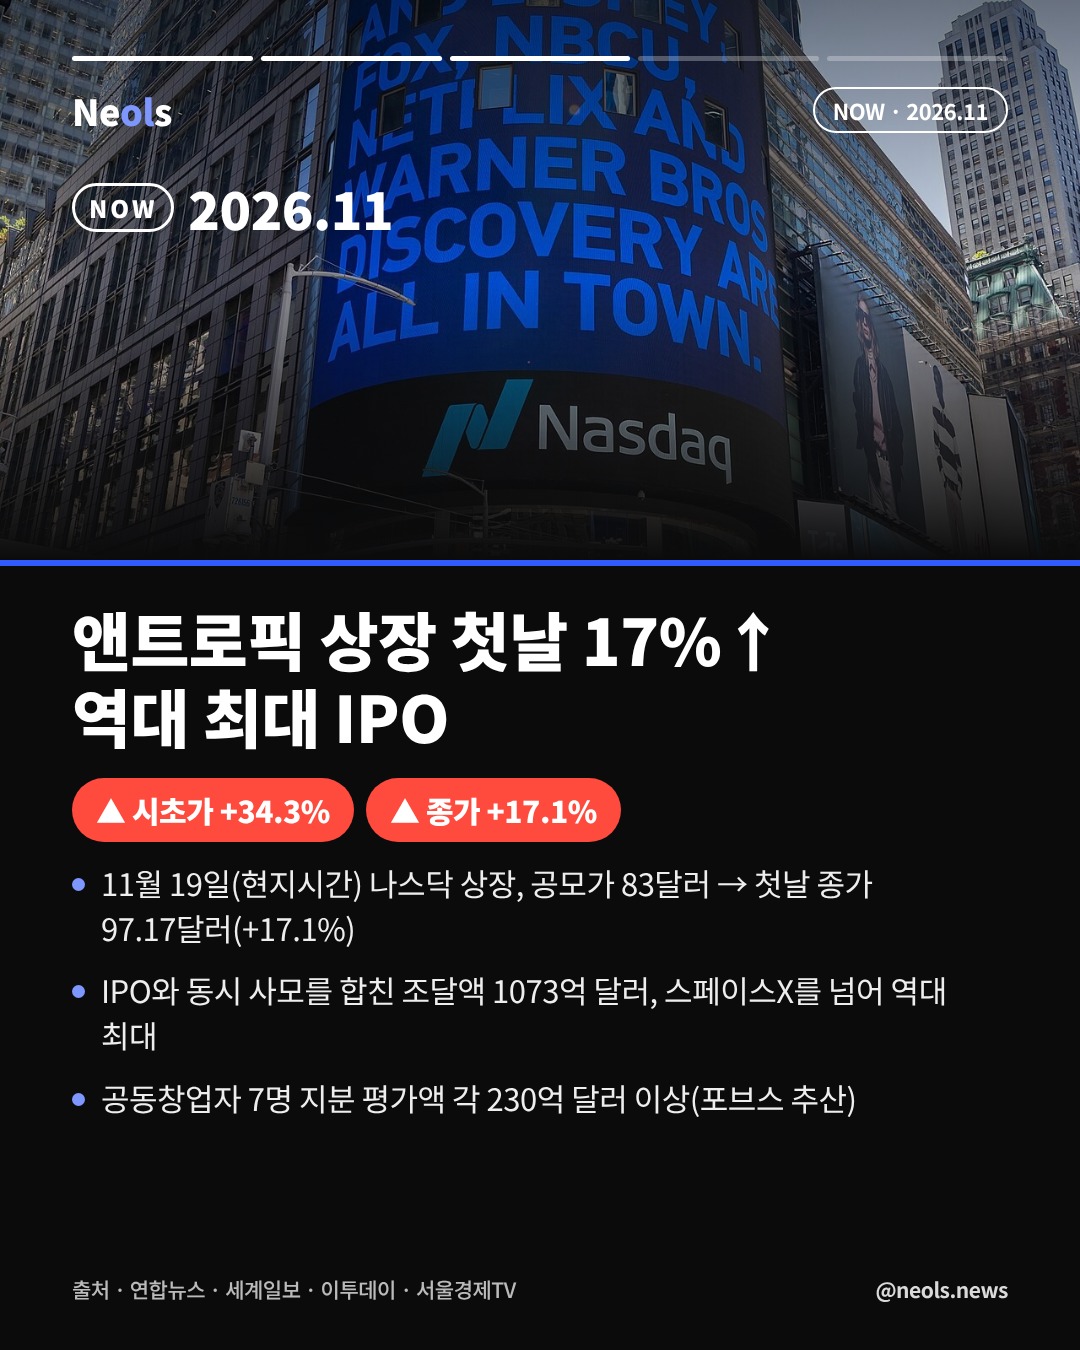 AND DISNEY,
FOX, NBCU,
NETFLIX AND
WARNER BROS
DISCOVERY ARE
ALL IN TOWN.
Nasdaq
Neols
NOW · 2026.11
NOW 2026.11
앤트로픽 상장 첫날 17%↑
역대 최대 IPO
▲ 시초가 +34.3% ▲ 종가 +17.1%
• 11월 19일(현지시간) 나스닥 상장, 공모가 83달러 → 첫날 종가
97.17달러(+17.1%)
• IPO와 동시 사모를 합친 조달액 1073억 달러, 스페이스X를 넘어 역대
최대
• 공동창업자 7명 지분 평가액 각 230억 달러 이상(포브스 추산)
출처 · 연합뉴스 · 세계일보 · 이투데이 · 서울경제TV
@neols.news